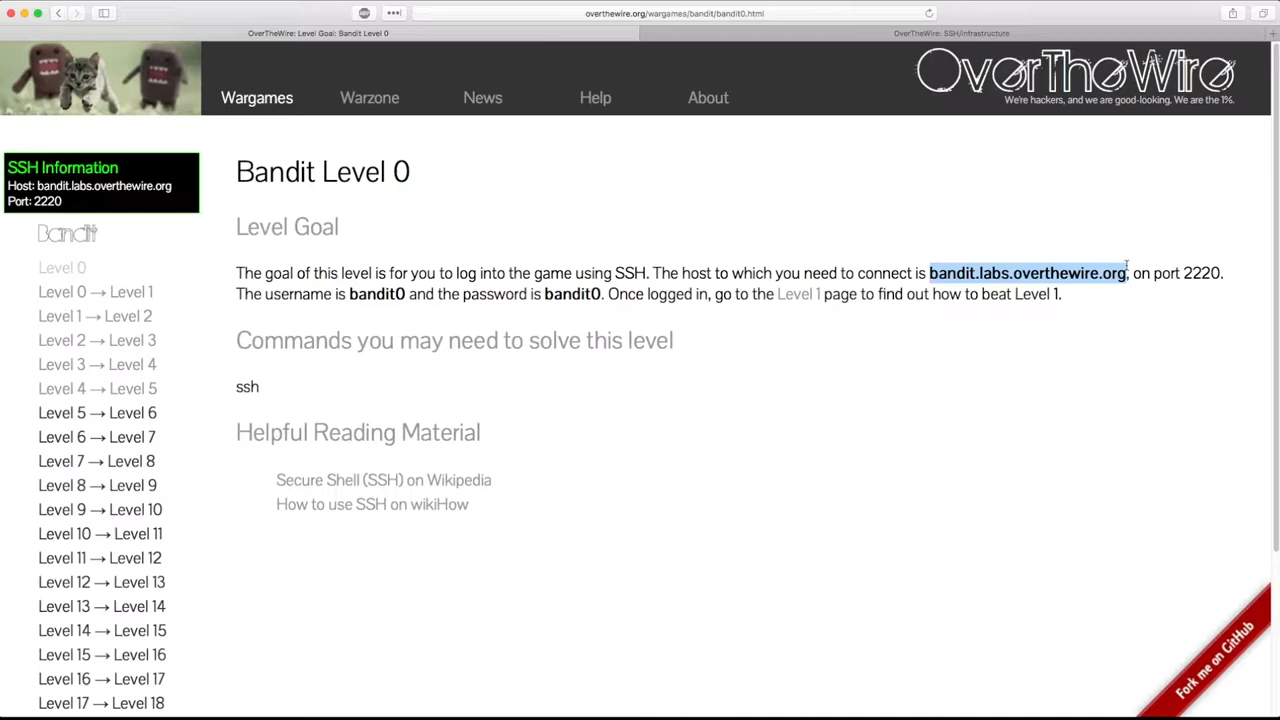 overthewire.org/wargames/bandit/bandit0.html
OverTheWire: Level Goal: Bandit Level 0
OverTheWire: SSH/infrastructure
Wargames
Warzone
News
Help
About
OverTheWire
We're hackers, and we are good-looking. We are the 1%.
SSH Information
Host: bandit.labs.overthewire.org
Port: 2220
Bandit
Level 0
Level 0 → Level 1
Level 1 → Level 2
Level 2 → Level 3
Level 3 → Level 4
Level 4 → Level 5
Level 5 → Level 6
Level 6 → Level 7
Level 7 → Level 8
Level 8 → Level 9
Level 9 → Level 10
Level 10 → Level 11
Level 11 → Level 12
Level 12 → Level 13
Level 13 → Level 14
Level 14 → Level 15
Level 15 → Level 16
Level 16 → Level 17
Level 17 → Level 18
Bandit Level 0
Level Goal
The goal of this level is for you to log into the game using SSH. The host to which you need to connect is bandit.labs.overthewire.org, on port 2220.
The username is bandit0 and the password is bandit0. Once logged in, go to the Level 1 page to find out how to beat Level 1.
Commands you may need to solve this level
ssh
Helpful Reading Material
Secure Shell (SSH) on Wikipedia
How to use SSH on wikiHow
Fork me on GitHub